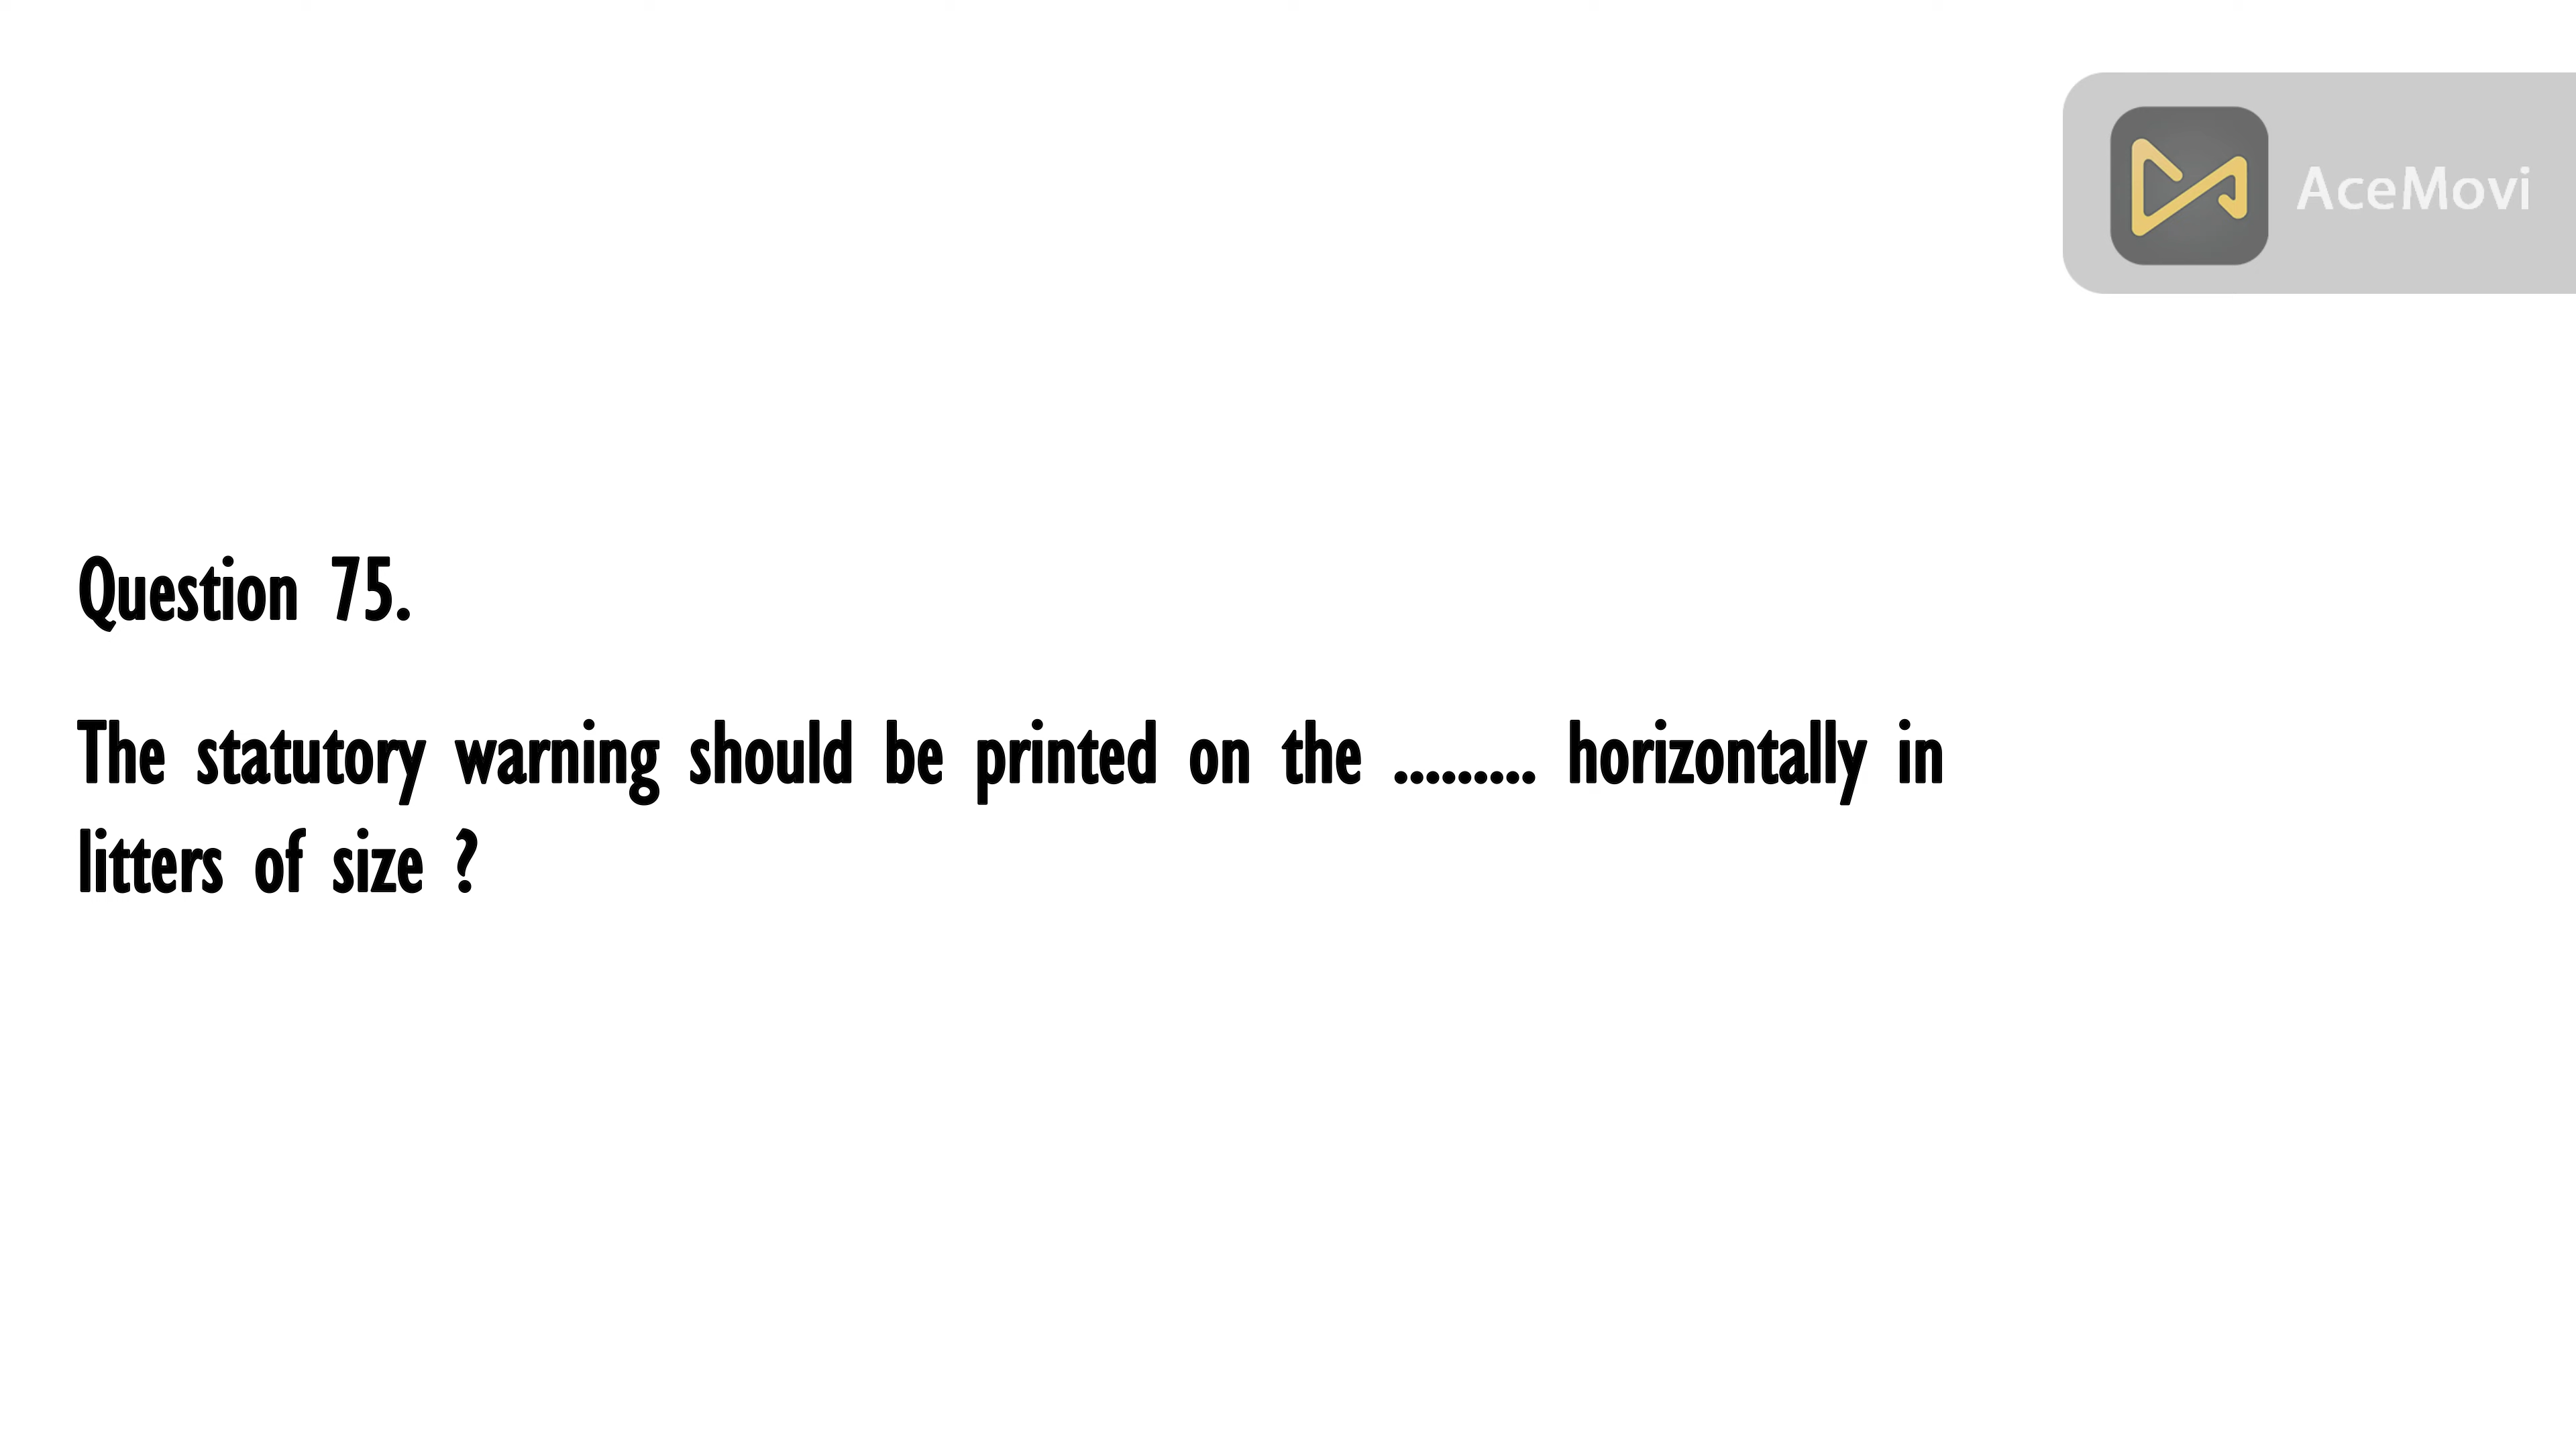 AceMovi
Question 75.
The statutory warning should be printed on the ......... horizontally in
litters of size ?